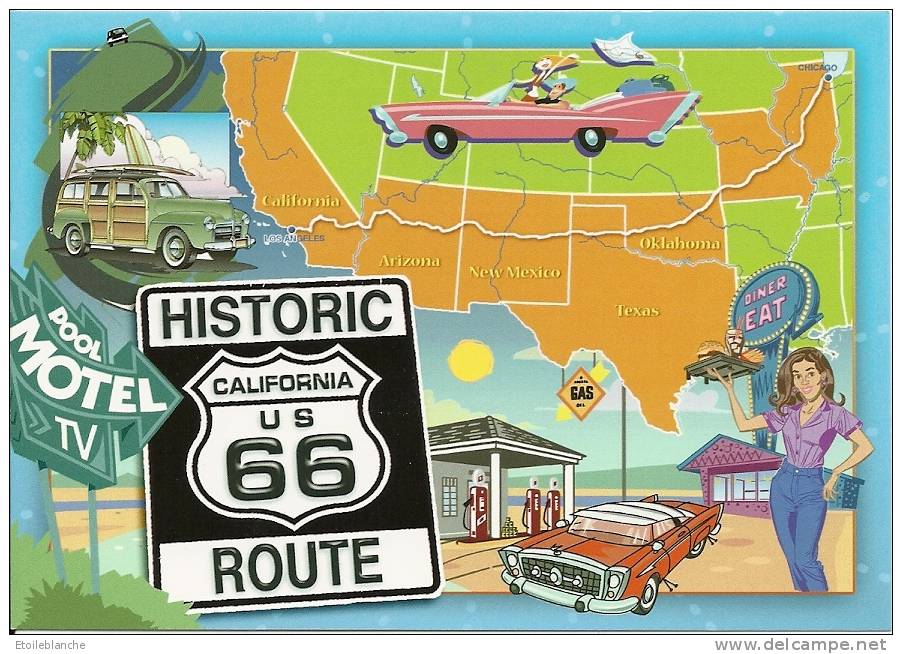 CHICAGO
California
LOS ANGELES
Arizona
New Mexico
Oklahoma
Texas
DINER
EAT
HISTORIC
CALIFORNIA
US
66
ROUTE
POOL
MOTEL
TV
GAS
OIL
Etoileblanche
www.delcampe.net